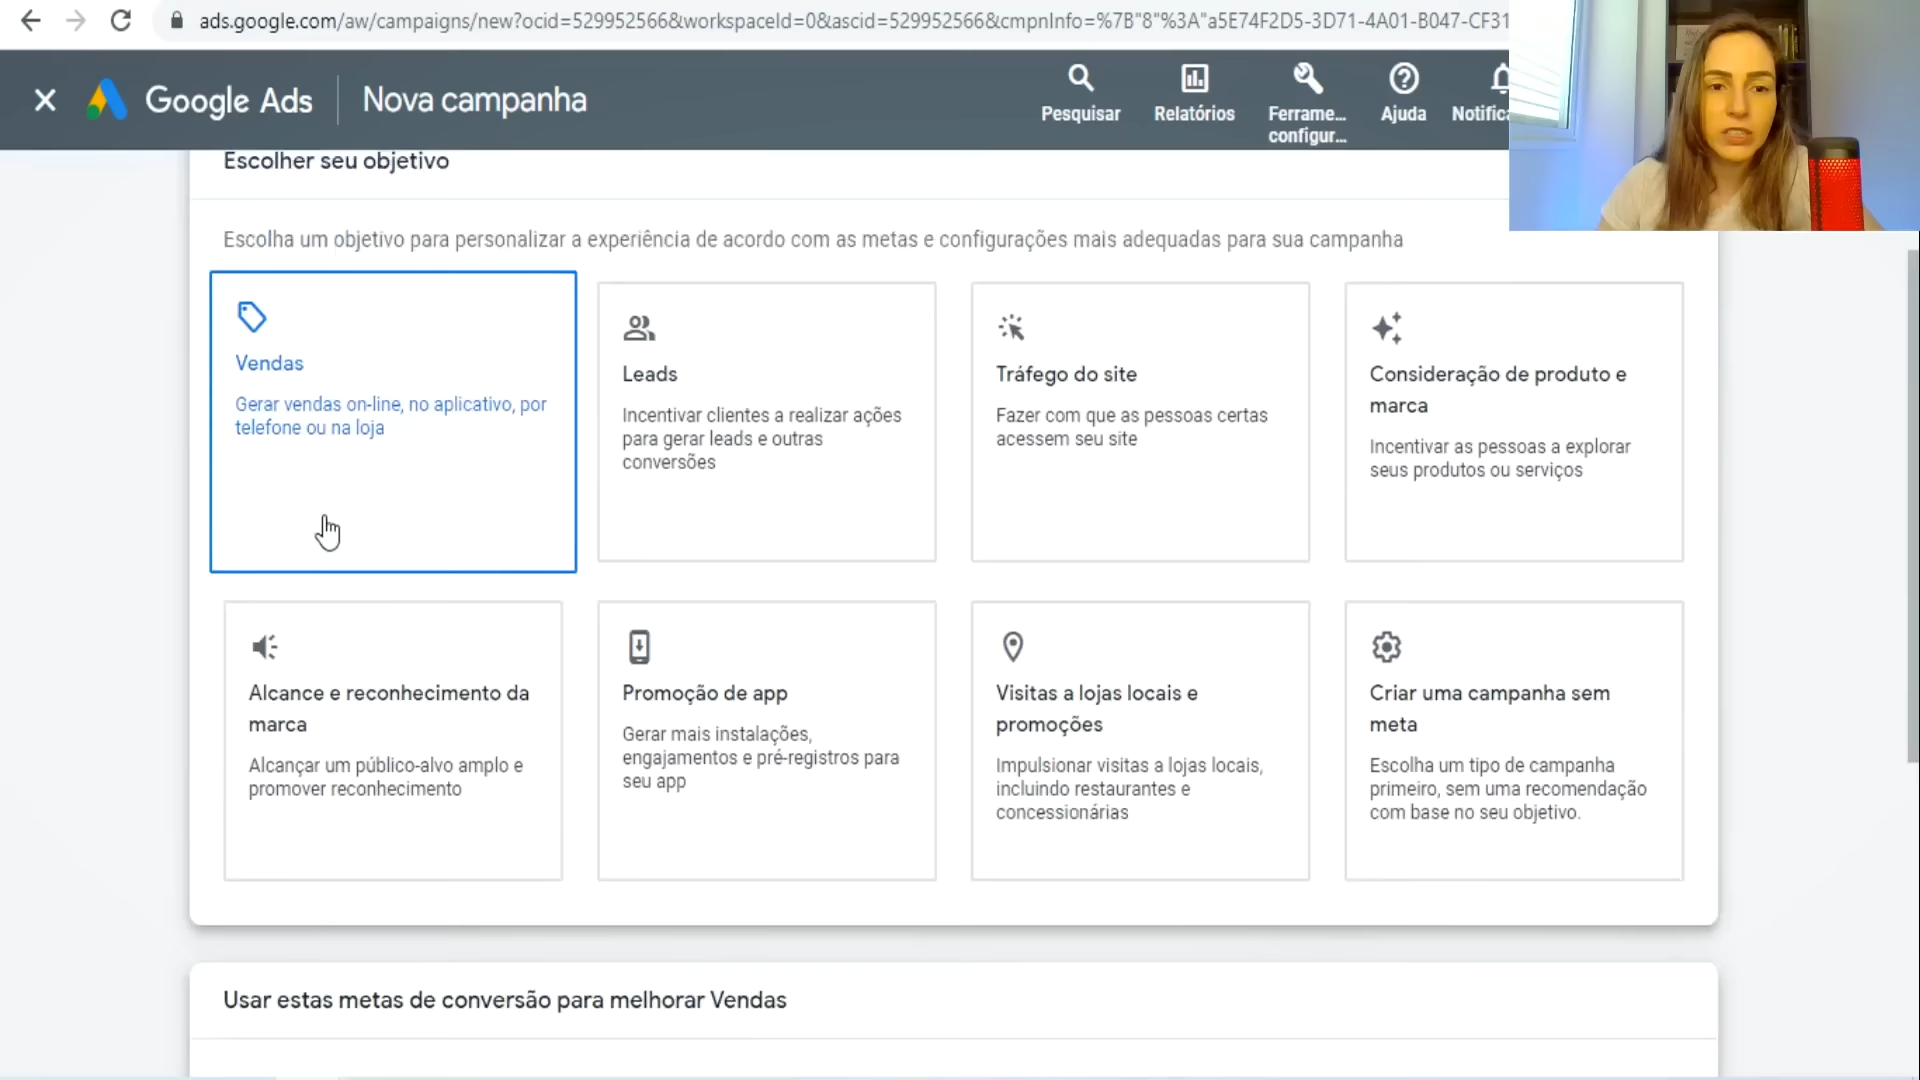 ads.google.com/aw/campaigns/new?ocid=529952566&workspaceId=0&ascid=529952566&cmpnInfo=%7B"8"%3A"a5E74F2D5-3D71-4A01-B047-CF31
Google Ads
Nova campanha
Pesquisar
Relatórios
Ferrame...
configur...
Ajuda
Notifica
Escolher seu objetivo
Escolha um objetivo para personalizar a experiência de acordo com as metas e configurações mais adequadas para sua campanha
Vendas
Gerar vendas on-line, no aplicativo, por
telefone ou na loja
Leads
Incentivar clientes a realizar ações
para gerar leads e outras
conversões
Tráfego do site
Fazer com que as pessoas certas
acessem seu site
Consideração de produto e
marca
Incentivar as pessoas a explorar
seus produtos ou serviços
Alcance e reconhecimento da
marca
Alcançar um público-alvo amplo e
promover reconhecimento
Promoção de app
Gerar mais instalações,
engajamentos e pré-registros para
seu app
Visitas a lojas locais e
promoções
Impulsionar visitas a lojas locais,
incluindo restaurantes e
concessionárias
Criar uma campanha sem
meta
Escolha um tipo de campanha
primeiro, sem uma recomendação
com base no seu objetivo.
Usar estas metas de conversão para melhorar Vendas